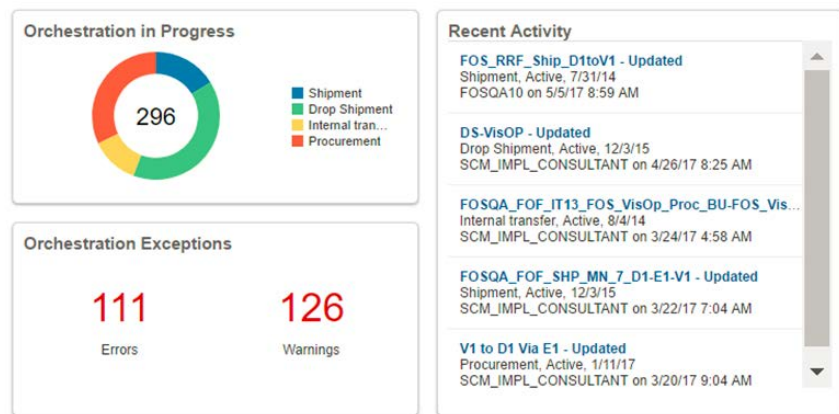 Orchestration in Progress
296
Shipment
Drop Shipment
Internal tran...
Procurement
Orchestration Exceptions
111
Errors
126
Warnings
Recent Activity
FOS_RRF_Ship_D1toV1 - Updated
Shipment, Active, 7/31/14
FOSQA10 on 5/5/17 8:59 AM
DS-VisOP - Updated
Drop Shipment, Active, 12/3/15
SCM_IMPL_CONSULTANT on 4/26/17 8:25 AM
FOSQA_FOF_IT13_FOS_VisOp_Proc_BU-FOS_Vis...
Internal transfer, Active, 8/4/14
SCM_IMPL_CONSULTANT on 3/24/17 4:58 AM
FOSQA_FOF_SHP_MN_7_D1-E1-V1 - Updated
Shipment, Active, 12/3/15
SCM_IMPL_CONSULTANT on 3/22/17 7:04 AM
V1 to D1 Via E1 - Updated
Procurement, Active, 1/11/17
SCM_IMPL_CONSULTANT on 3/20/17 9:04 AM